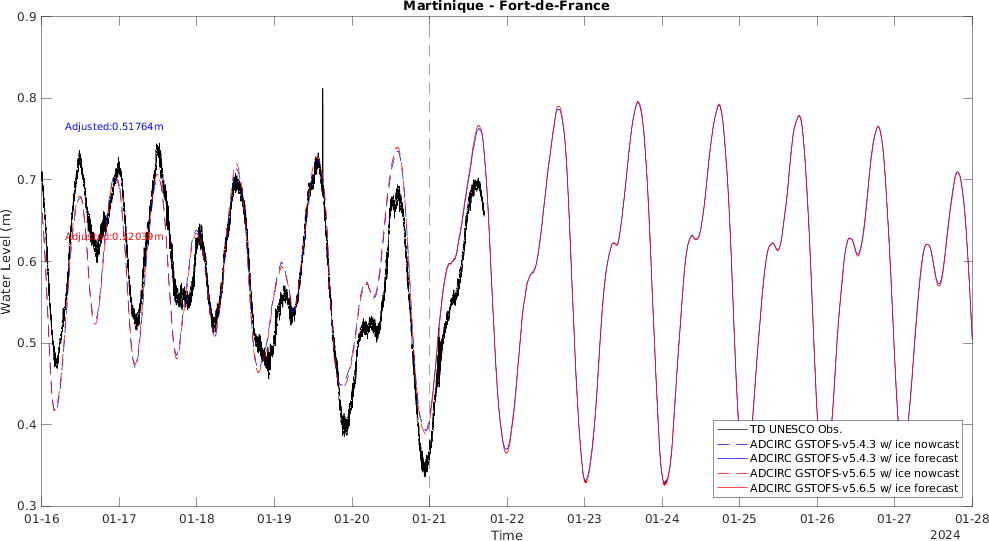 Martinique - Fort-de-France
0.9
0.8
0.7
0.6
0.5
0.4
0.3
Water Level (m)
Adjusted:0.51764m
Adjusted:0.52039m
TD UNESCO Obs.
ADCIRC GSTOFS-v5.4.3 w/ ice nowcast
ADCIRC GSTOFS-v5.4.3 w/ ice forecast
ADCIRC GSTOFS-v5.6.5 w/ ice nowcast
ADCIRC GSTOFS-v5.6.5 w/ ice forecast
01-16 01-17 01-18 01-19 01-20 01-21 01-22 01-23 01-24 01-25 01-26 01-27 01-28
Time
2024